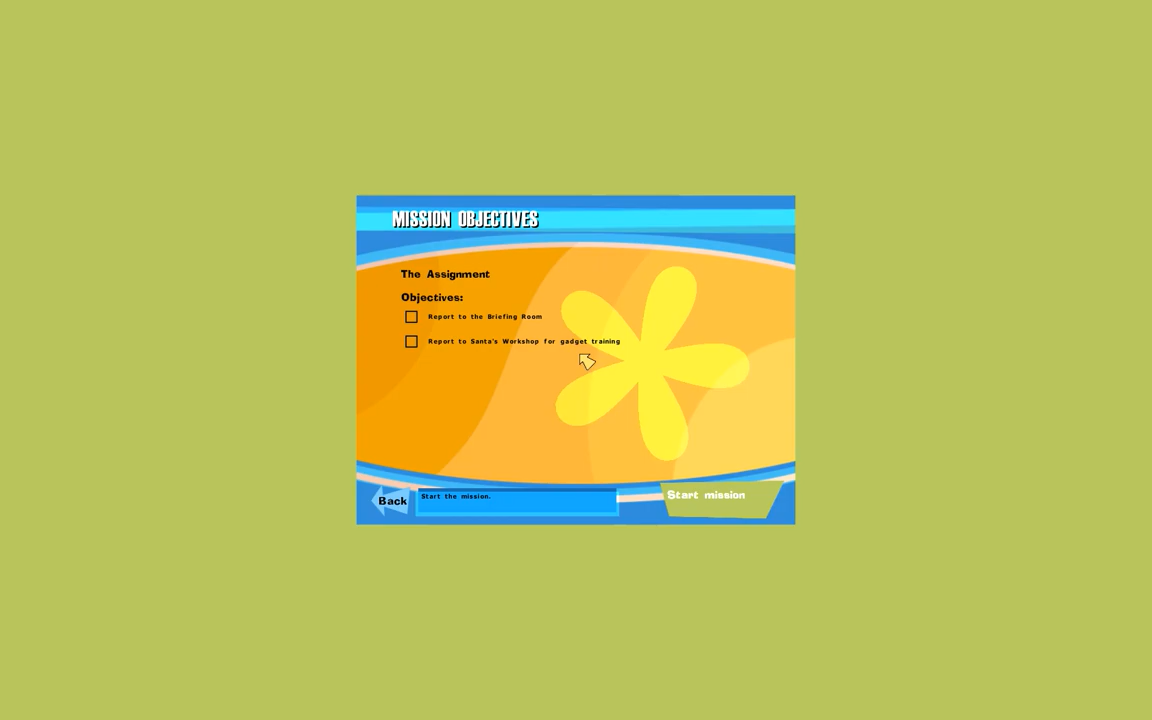 MISSION OBJECTIVES
The Assignment
Objectives:
Report to the Briefing Room
Report to Santa's Workshop for gadget training
Back
Start the mission.
Start mission